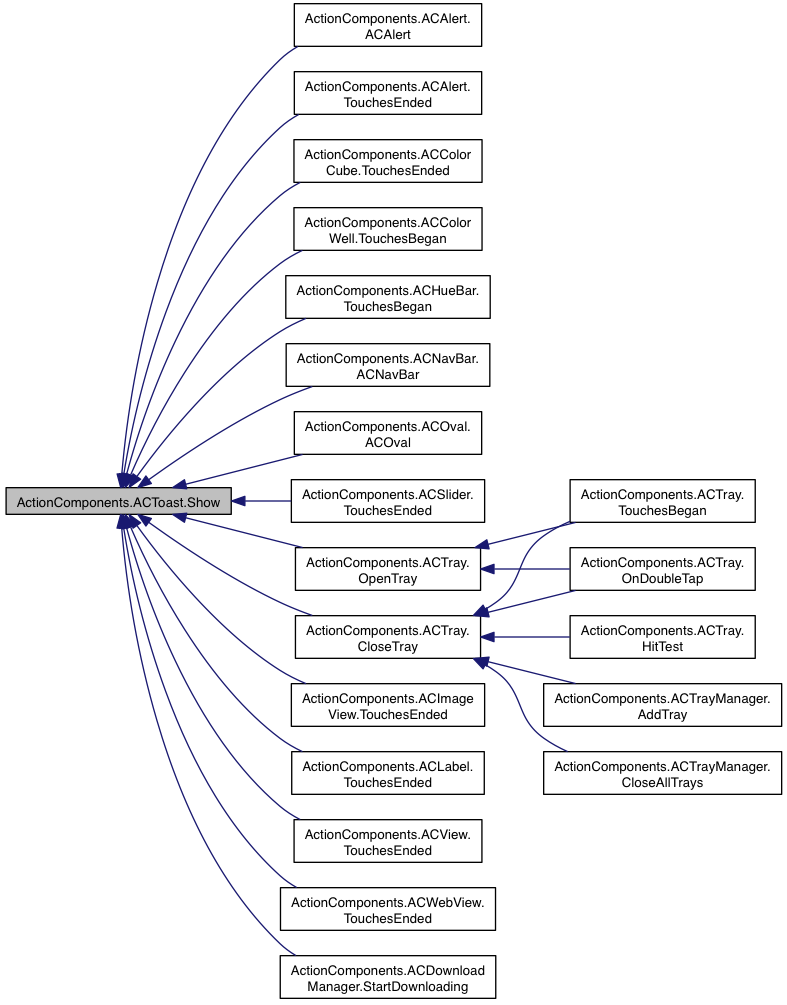 ActionComponents.ACAlert.
ACAlert
ActionComponents.ACAlert.
TouchesEnded
ActionComponents.ACColor
Cube.TouchesEnded
ActionComponents.ACColor
Well.TouchesBegan
ActionComponents.ACHueBar.
TouchesBegan
ActionComponents.ACNavBar.
ACNavBar
ActionComponents.ACOval.
ACOval
ActionComponents.ACToast.Show
ActionComponents.ACSlider.
TouchesEnded
ActionComponents.ACTray.
TouchesBegan
ActionComponents.ACTray.
OpenTray
ActionComponents.ACTray.
OnDoubleTap
ActionComponents.ACTray.
CloseTray
ActionComponents.ACTray.
HitTest
ActionComponents.ACImage
View.TouchesEnded
ActionComponents.ACTrayManager.
AddTray
ActionComponents.ACLabel.
TouchesEnded
ActionComponents.ACTrayManager.
CloseAllTrays
ActionComponents.ACView.
TouchesEnded
ActionComponents.ACWebView.
TouchesEnded
ActionComponents.ACDownload
Manager.StartDownloading